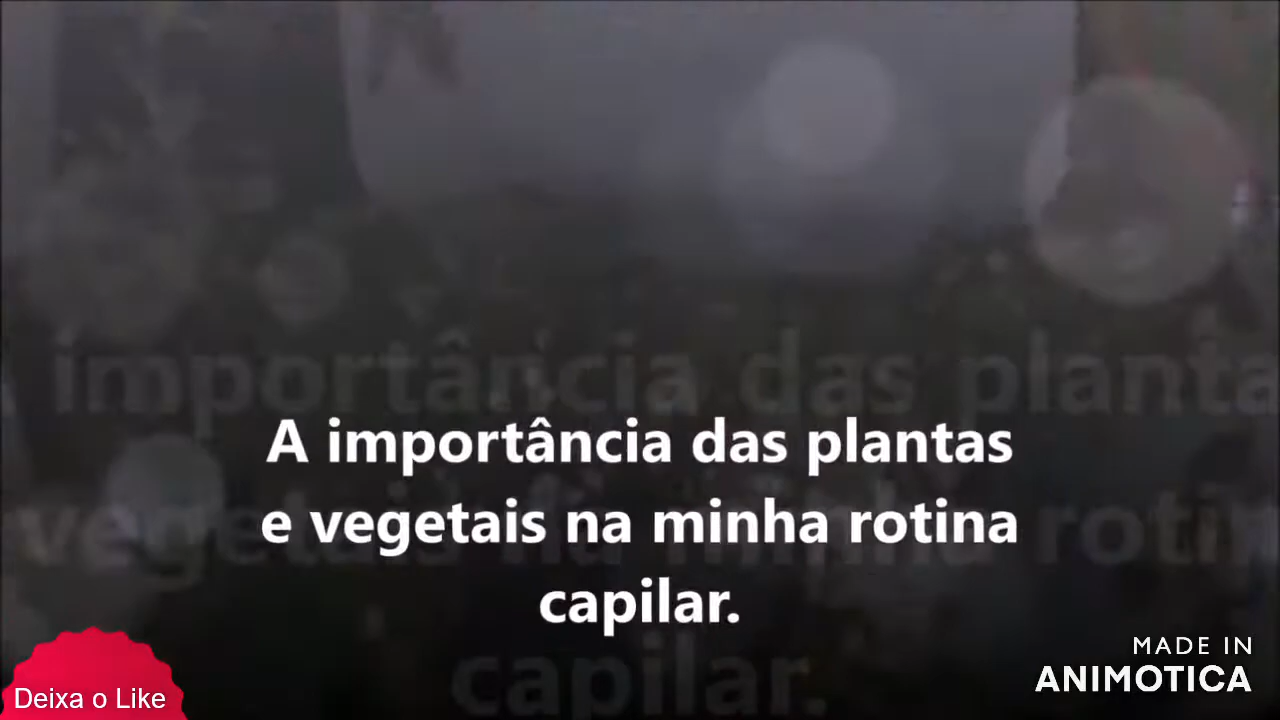 A importância das plantas
e vegetais na minha rotina
capilar.
Deixa o Like
MADE IN
ANIMOTICA